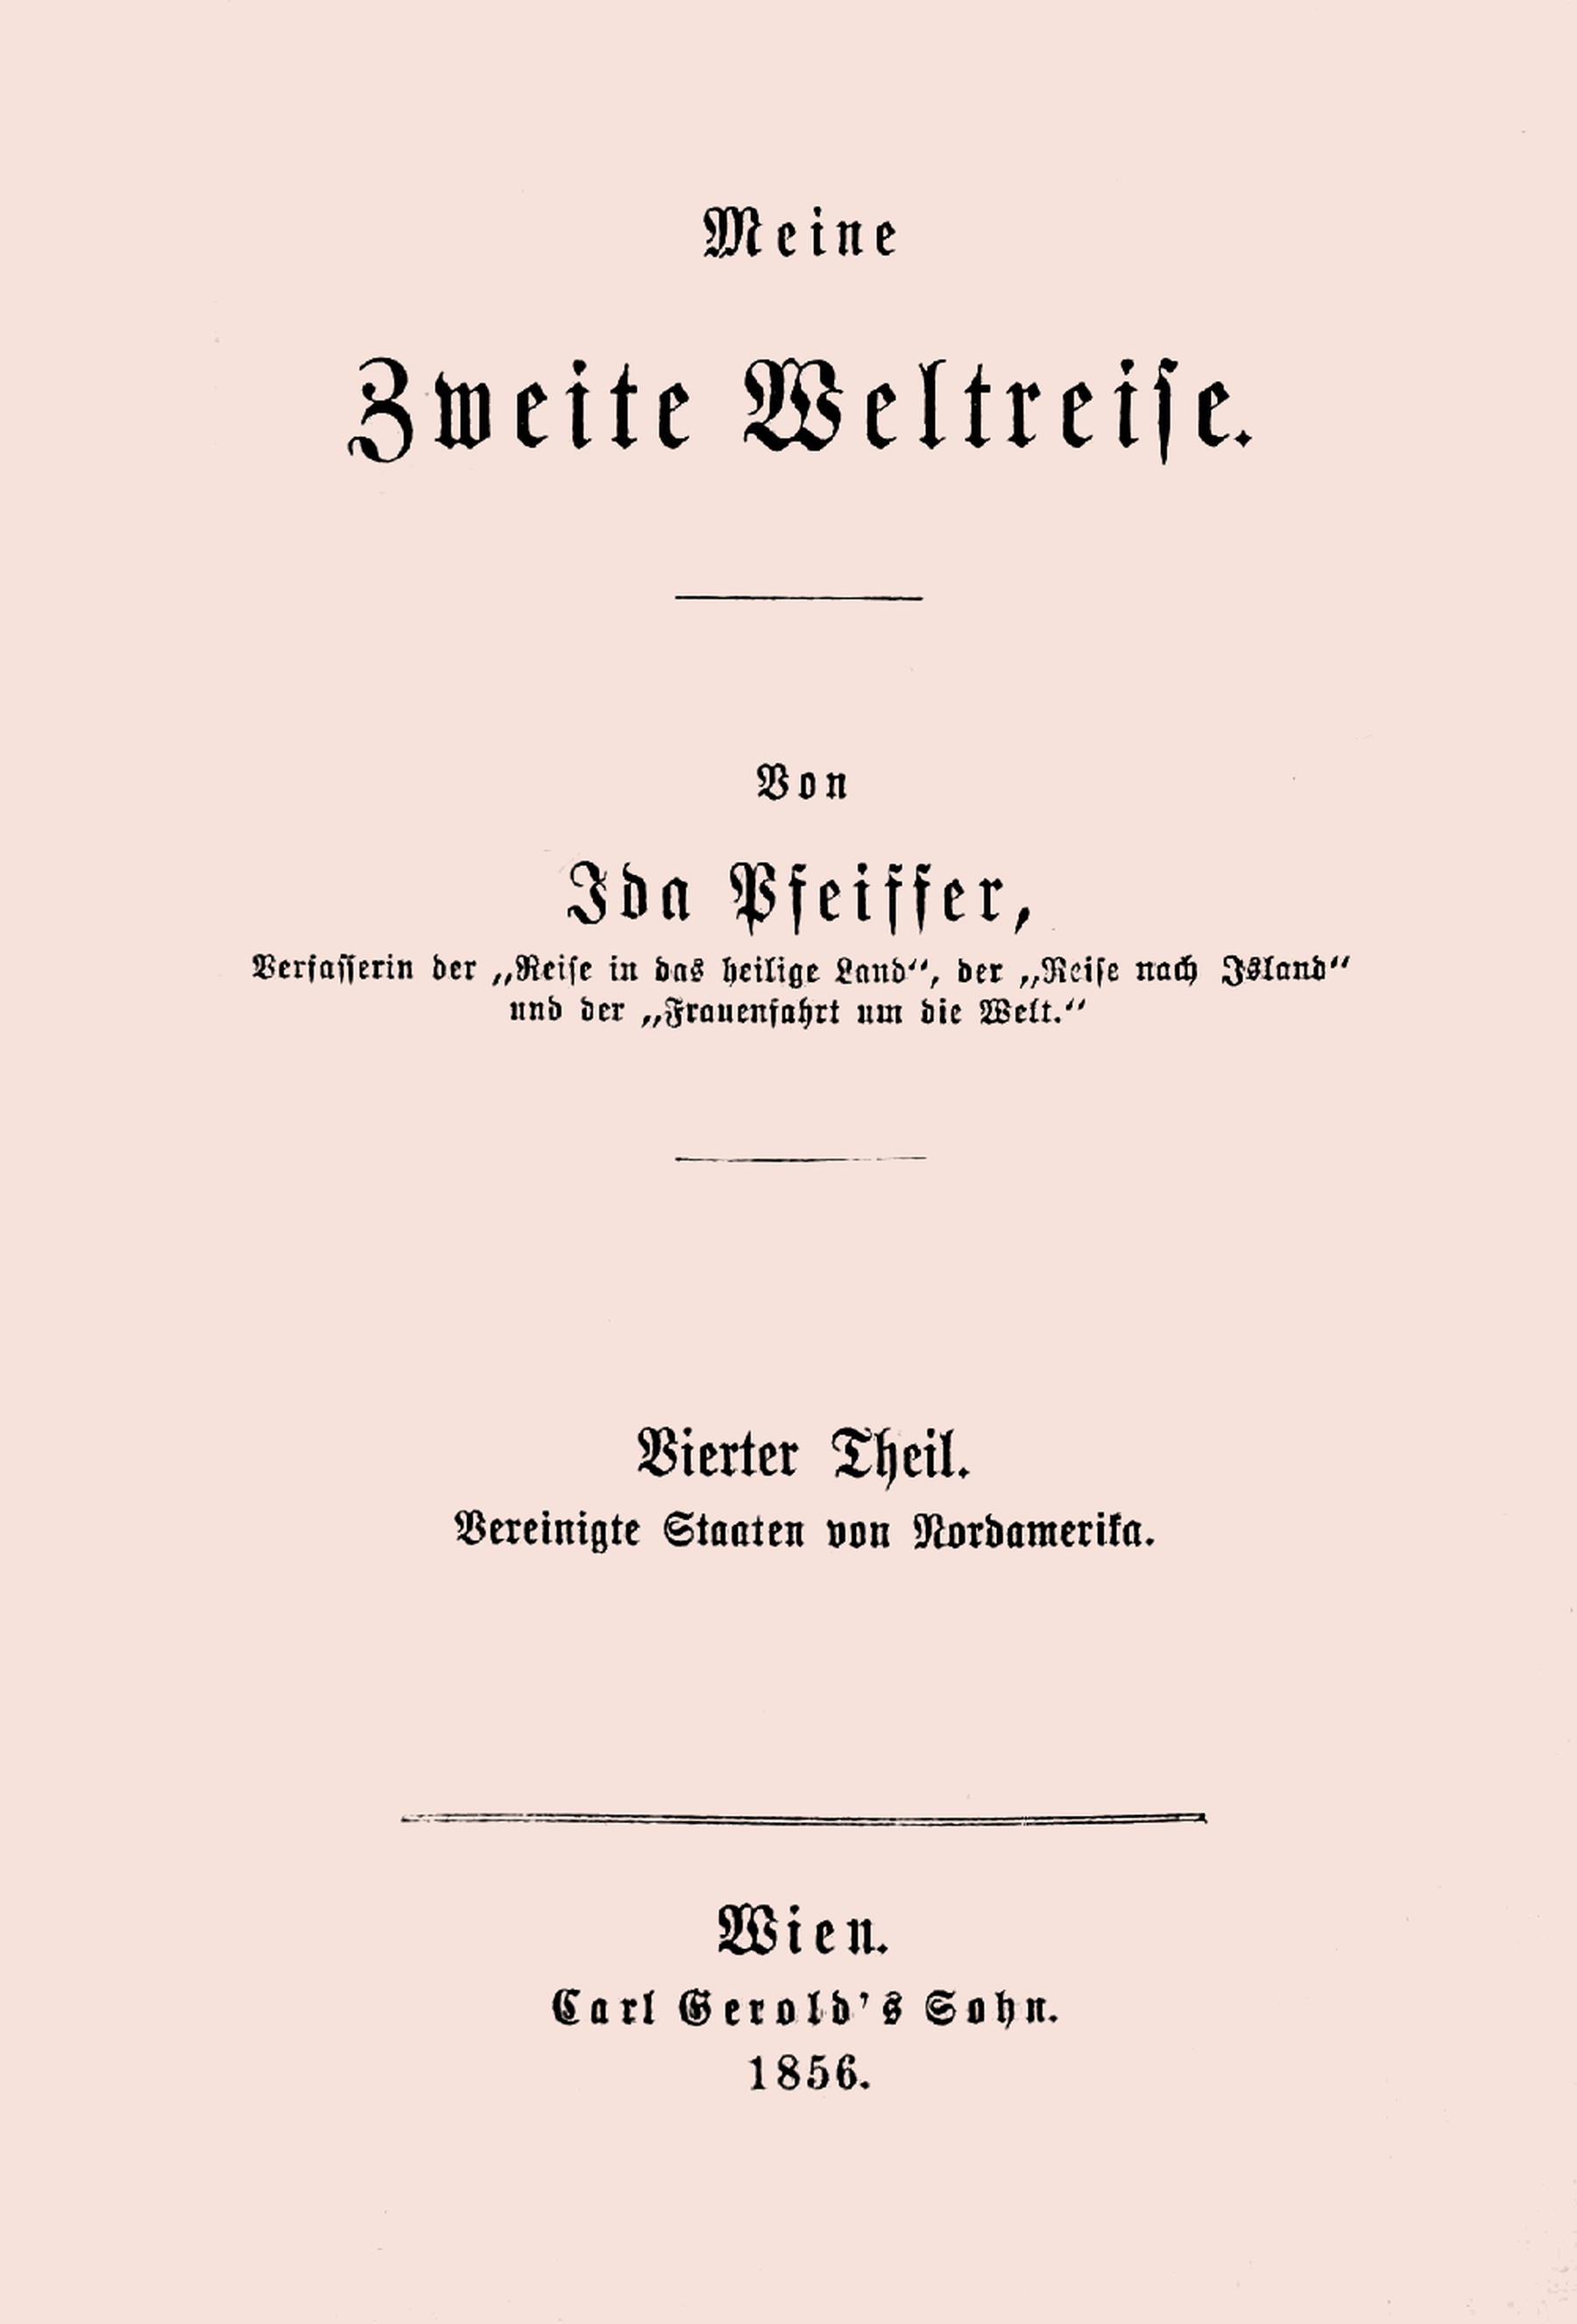 Meine
Zweite Weltreiſe.
Von
Ida Pfeiffer,
Verfaſſerin der „Reiſe in das heilige Land“, der „Reiſe nach Island“
und der „Frauenfahrt um die Welt.“
Vierter Theil.
Vereinigte Staaten von Nordamerika.
Wien.
Carl Gerold’s Sohn.
1856.